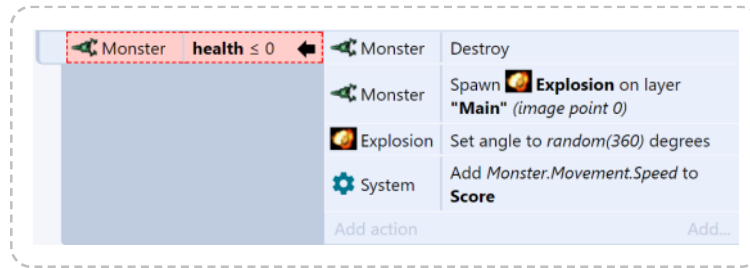 Monster health ≤ 0 Monster Destroy
Monster Spawn Explosion on layer
"Main" (image point 0)
Explosion Set angle to random(360) degrees
System Add Monster.Movement.Speed to
Score
Add action Add...